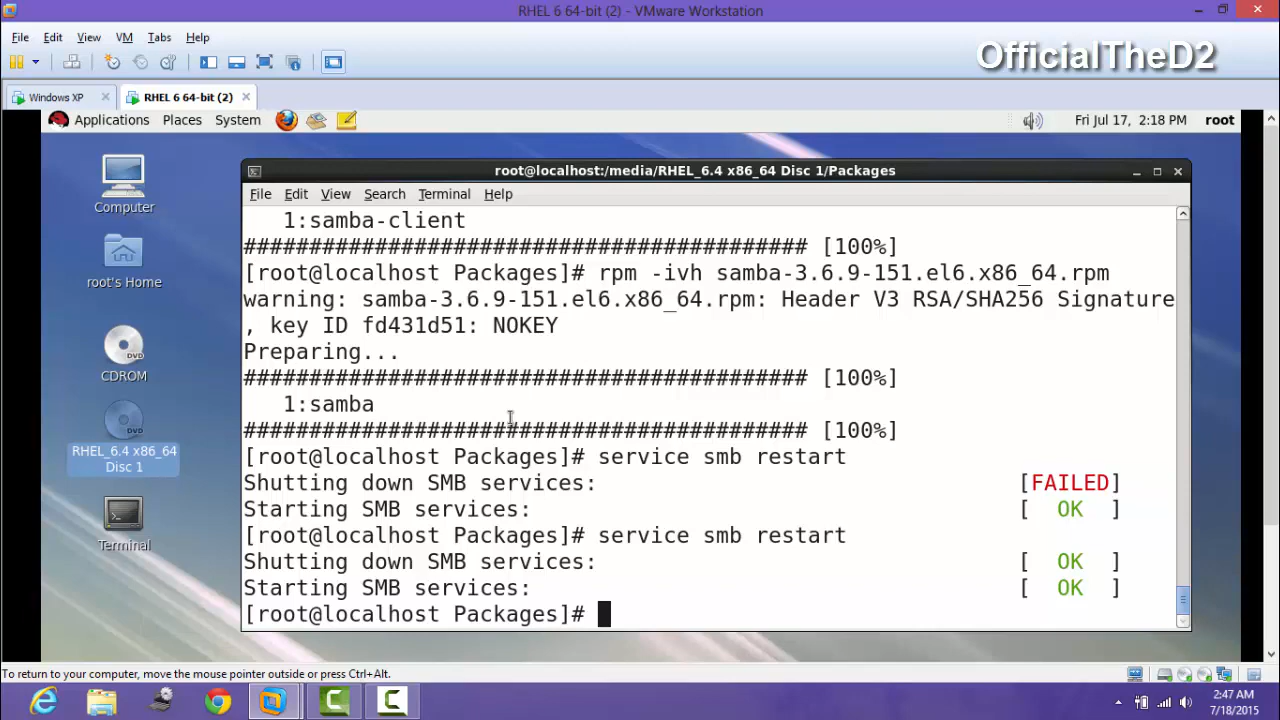 RHEL 6 64-bit (2) - VMware Workstation
File Edit View VM Tabs Help
OfficialTheD2
Windows XP
RHEL 6 64-bit (2)
Applications Places System
Fri Jul 17, 2:18 PM root
root@localhost:/media/RHEL_6.4 x86_64 Disc 1/Packages
File Edit View Search Terminal Help
Computer
root's Home
CDROM
DVD
DVD
RHEL_6.4 x86_64
Disc 1
Terminal
1:samba-client
########################################### [100%]
[root@localhost Packages]# rpm -ivh samba-3.6.9-151.el6.x86_64.rpm
warning: samba-3.6.9-151.el6.x86_64.rpm: Header V3 RSA/SHA256 Signature
, key ID fd431d51: NOKEY
Preparing...
########################################### [100%]
1:samba
########################################### [100%]
[root@localhost Packages]# service smb restart
Shutting down SMB services: [FAILED]
Starting SMB services: [ OK ]
[root@localhost Packages]# service smb restart
Shutting down SMB services: [ OK ]
Starting SMB services: [ OK ]
[root@localhost Packages]#
To return to your computer, move the mouse pointer outside or press Ctrl+Alt.
2:47 AM
7/18/2015